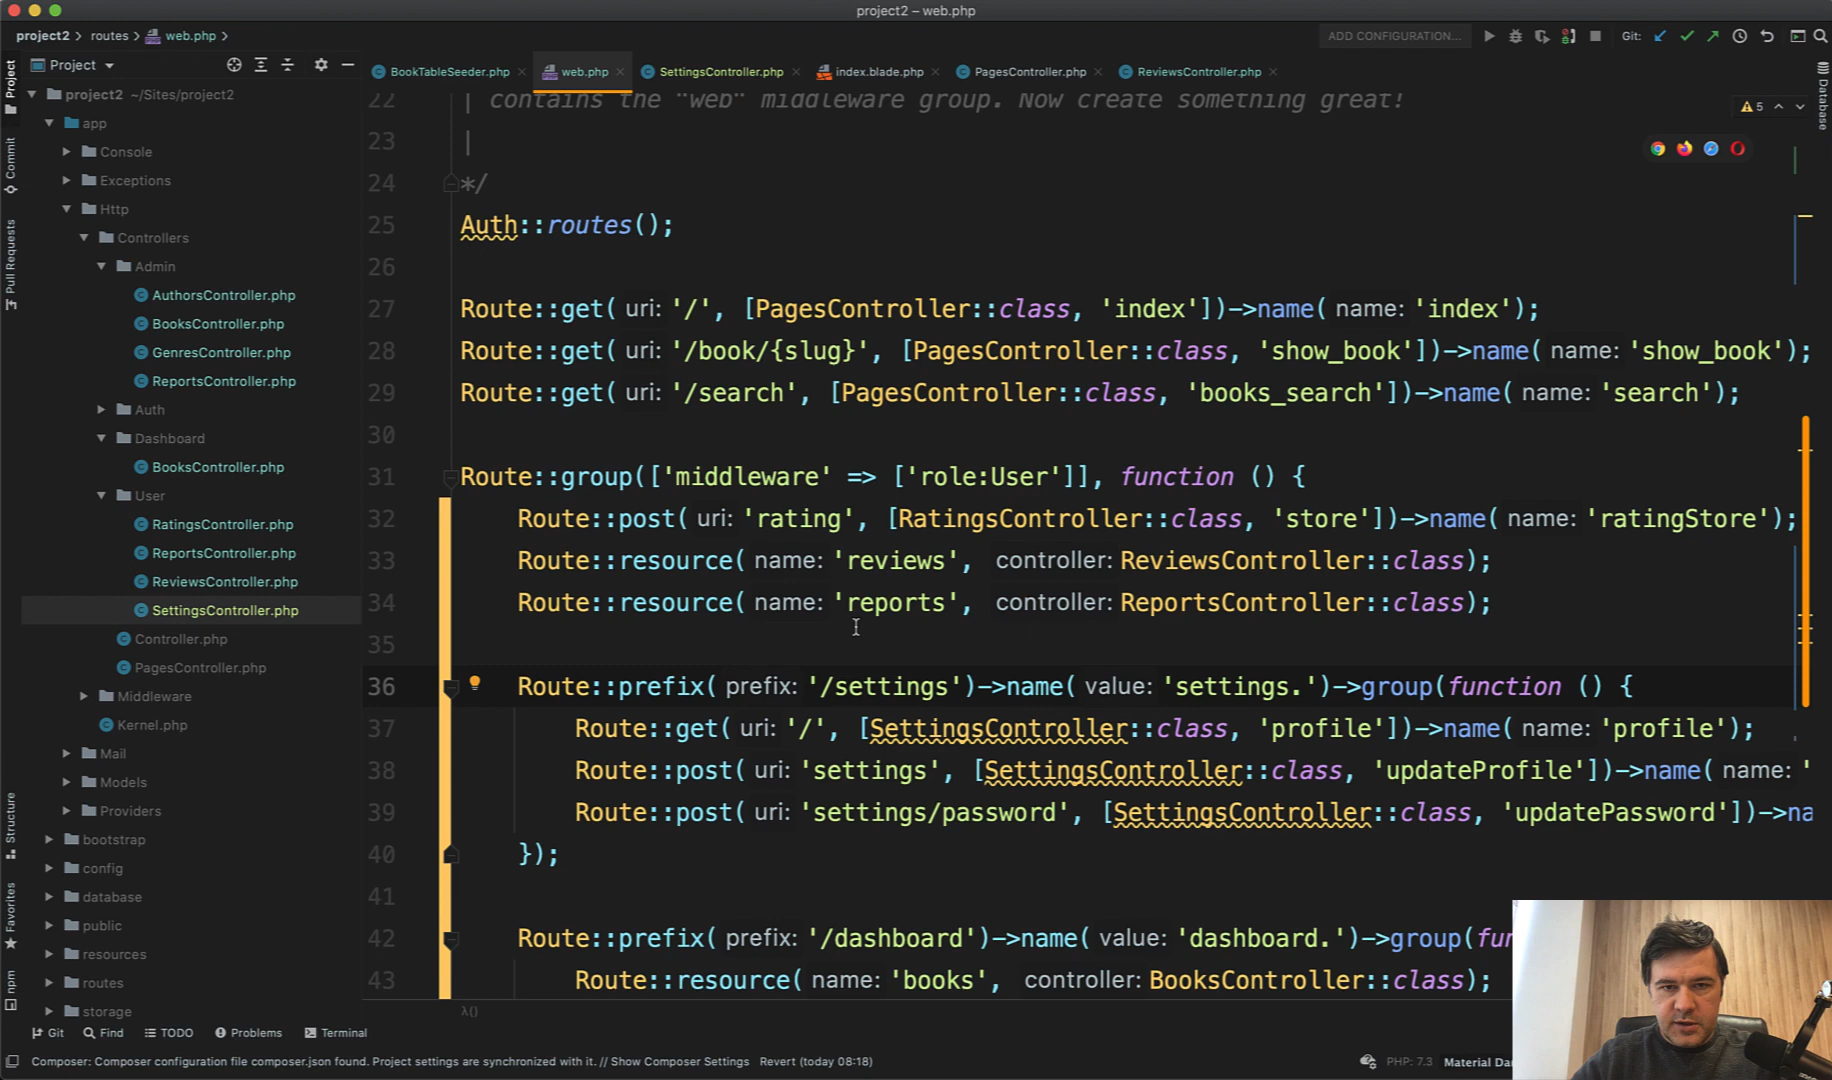 project2 – web.php
project2 > routes > web.php >
ADD CONFIGURATION...
Git:
Project
BookTableSeeder.php
web.php
SettingsController.php
index.blade.php
PagesController.php
ReviewsController.php
Project
Commit
Pull Requests
Structure
Favorites
npm
Database
project2 ~/Sites/project2
app
Console
Exceptions
Http
Controllers
Admin
AuthorsController.php
BooksController.php
GenresController.php
ReportsController.php
Auth
Dashboard
BooksController.php
User
RatingsController.php
ReportsController.php
ReviewsController.php
SettingsController.php
Controller.php
PagesController.php
Middleware
Kernel.php
Mail
Models
Providers
bootstrap
config
database
public
resources
routes
storage
5
22 | contains the "web" middleware group. Now create something great!
23 |
24 */
25 Auth::routes();
26
27 Route::get( uri: '/', [PagesController::class, 'index'])->name( name: 'index');
28 Route::get( uri: '/book/{slug}', [PagesController::class, 'show_book'])->name( name: 'show_book');
29 Route::get( uri: '/search', [PagesController::class, 'books_search'])->name( name: 'search');
30
31 Route::group(['middleware' => ['role:User']], function () {
32 Route::post( uri: 'rating', [RatingsController::class, 'store'])->name( name: 'ratingStore');
33 Route::resource( name: 'reviews', controller: ReviewsController::class);
34 Route::resource( name: 'reports', controller: ReportsController::class);
35
36 Route::prefix( prefix: '/settings')->name( value: 'settings.')->group(function () {
37 Route::get( uri: '/', [SettingsController::class, 'profile'])->name( name: 'profile');
38 Route::post( uri: 'settings', [SettingsController::class, 'updateProfile'])->name( name: '
39 Route::post( uri: 'settings/password', [SettingsController::class, 'updatePassword'])->na
40 });
41
42 Route::prefix( prefix: '/dashboard')->name( value: 'dashboard.')->group(fun
43 Route::resource( name: 'books', controller: BooksController::class);
λ()
Git
Find
TODO
Problems
Terminal
Composer: Composer configuration file composer.json found. Project settings are synchronized with it. // Show Composer Settings Revert (today 08:18)
PHP: 7.3
Material Da